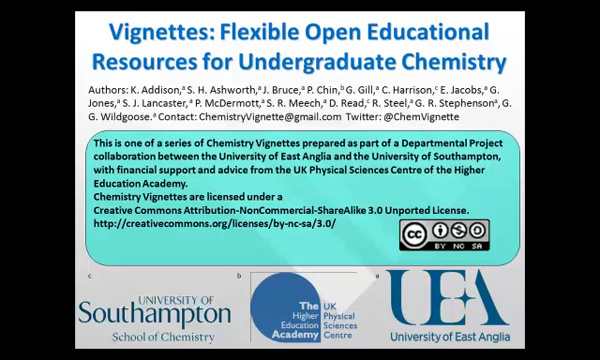 Vignettes: Flexible Open Educational
Resources for Undergraduate Chemistry
Authors: K. Addison,ᵃ S. H. Ashworth,ᵃ J. Bruce,ᵃ P. Chin,ᵇ G. Gill,ᵃ C. Harrison,ᶜ E. Jacobs,ᵃ G.
Jones,ᵃ S. J. Lancaster,ᵃ P. McDermott,ᵃ S. R. Meech,ᵃ D. Read,ᶜ R. Steel,ᵃ G. R. Stephensonᵃ, G.
G. Wildgoose.ᵃ Contact: ChemistryVignette@gmail.com Twitter: @ChemVignette
This is one of a series of Chemistry Vignettes prepared as part of a Departmental Project
collaboration between the University of East Anglia and the University of Southampton,
with financial support and advice from the UK Physical Sciences Centre of the Higher
Education Academy.
Chemistry Vignettes are licensed under a
Creative Commons Attribution-NonCommercial-ShareAlike 3.0 Unported License.
http://creativecommons.org/licenses/by-nc-sa/3.0/
cc
BY NC SA
c
UNIVERSITY OF
Southampton
School of Chemistry
b
The UK
Higher Physical
Education Sciences
Academy Centre
a
UEA
University of East Anglia